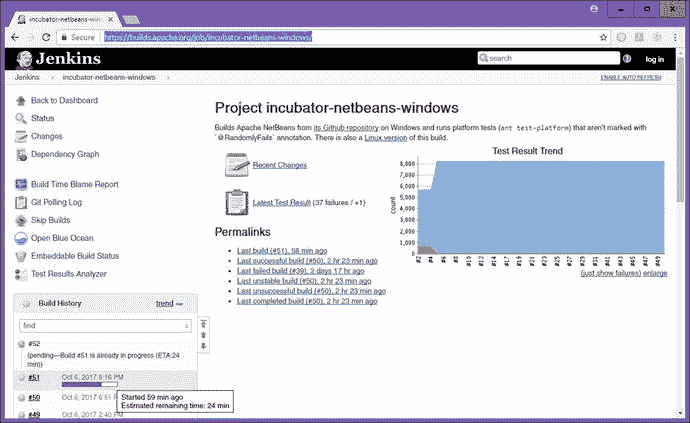 incubator-netbeans-wind
Secure
https://builds.apache.org/job/incubator-netbeans-windows/
Jenkins
search
log in
Jenkins
incubator-netbeans-windows
ENABLE AUTO REFRESH
Back to Dashboard
Status
Changes
Dependency Graph
Build Time Blame Report
Git Polling Log
Skip Builds
Open Blue Ocean
Embeddable Build Status
Test Results Analyzer
Project incubator-netbeans-windows
Builds Apache NetBeans from its Github repository on Windows and runs platform tests (ant test-platform) that aren't marked with
`@RandomlyFails` annotation. There is also a Linux version of this build.
Recent Changes
Latest Test Result (37 failures / +1)
Permalinks
Last build (#51), 58 min ago
Last successful build (#50), 2 hr 23 min ago
Last failed build (#39), 2 days 17 hr ago
Last unstable build (#50), 2 hr 23 min ago
Last unsuccessful build (#50), 2 hr 23 min ago
Last completed build (#50), 2 hr 23 min ago
Test Result Trend
8,000
7,000
6,000
5,000
4,000
3,000
2,000
1,000
0
count
#2 #4 #6 #8 #10 #12 #14 #16 #18 #21 #23 #25 #27 #29 #31 #33 #35 #37 #41 #43 #45 #47 #49
(just show failures) enlarge
Build History
trend
find
x
#52
(pending—Build #51 is already in progress (ETA:24
min))
#51 Oct 6, 2017 8:16 PM
Started 59 min ago
Estimated remaining time: 24 min
#50 Oct 6, 2017 6:51 P
#49 Oct 6, 2017 2:40 P